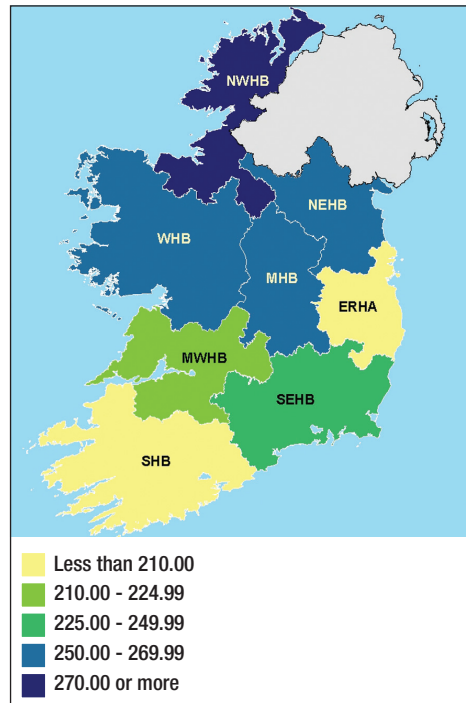 NWHB
NEHB
WHB
MHB
ERHA
MWHB
SEHB
SHB
Less than 210.00
210.00 - 224.99
225.00 - 249.99
250.00 - 269.99
270.00 or more